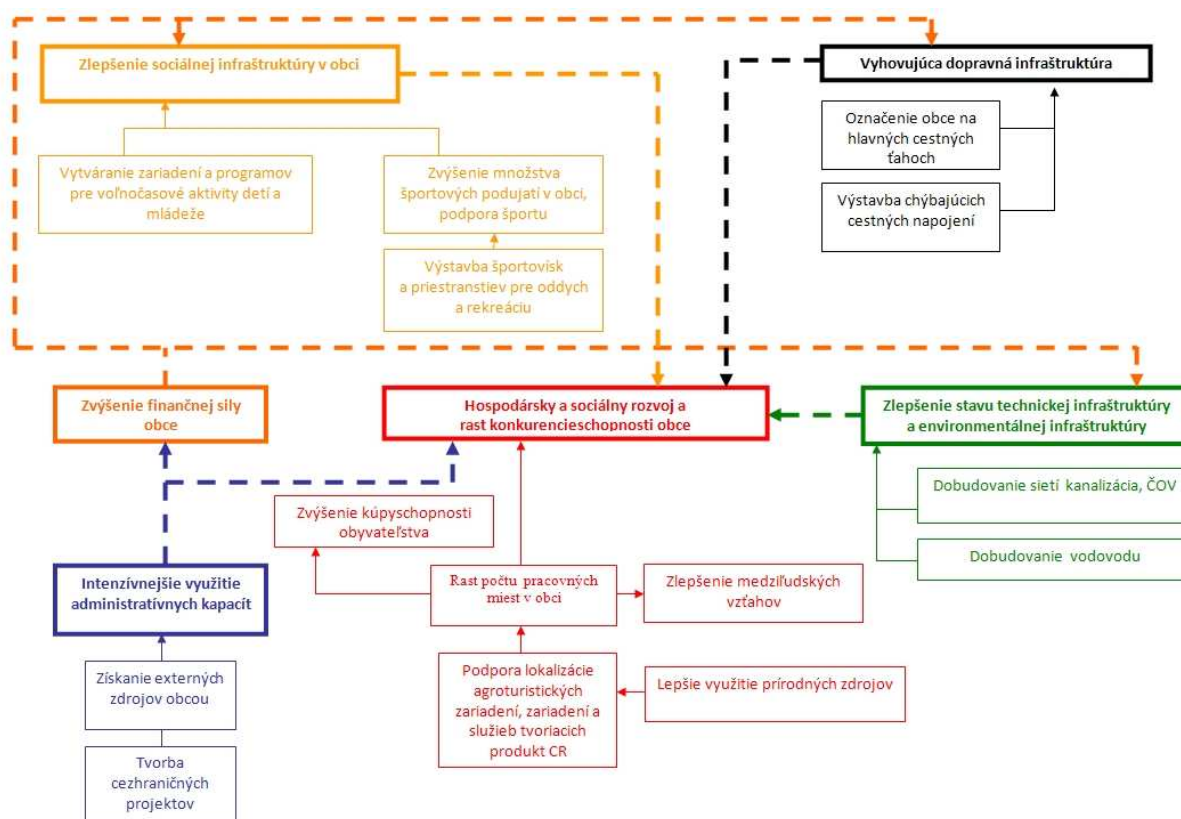 Zlepšenie sociálnej infraštruktúry v obci
Vyhovujúca dopravná infraštruktúra
Označenie obce na
hlavných cestných
ťahoch
Vytváranie zariadení a programov
pre voľnočasové aktivity detí a
mládeže
Zvýšenie množstva
športových podujatí v obci,
podpora športu
Výstavba chýbajúcich
cestných napojení
Výstavba športovísk
a priestranstiev pre oddych
a rekreáciu
Zvýšenie finančnej sily
obce
Hospodársky a sociálny rozvoj a
rast konkurencieschopnosti obce
Zlepšenie stavu technickej infraštruktúry
a environmentálnej infraštruktúry
Dobudovanie sietí kanalizácia, ČOV
Zvýšenie kúpyschopnosti
obyvateľstva
Dobudovanie vodovodu
Intenzívnejšie využitie
administratívnych kapacít
Rast počtu pracovných
miest v obci
Zlepšenie medziľudských
vzťahov
Získanie externých
zdrojov obcou
Podpora lokalizácie
agroturistických
zariadení, zariadení a
služieb tvoriacich
produkt CR
Lepšie využitie prírodných zdrojov
Tvorba
cezhraničných
projektov